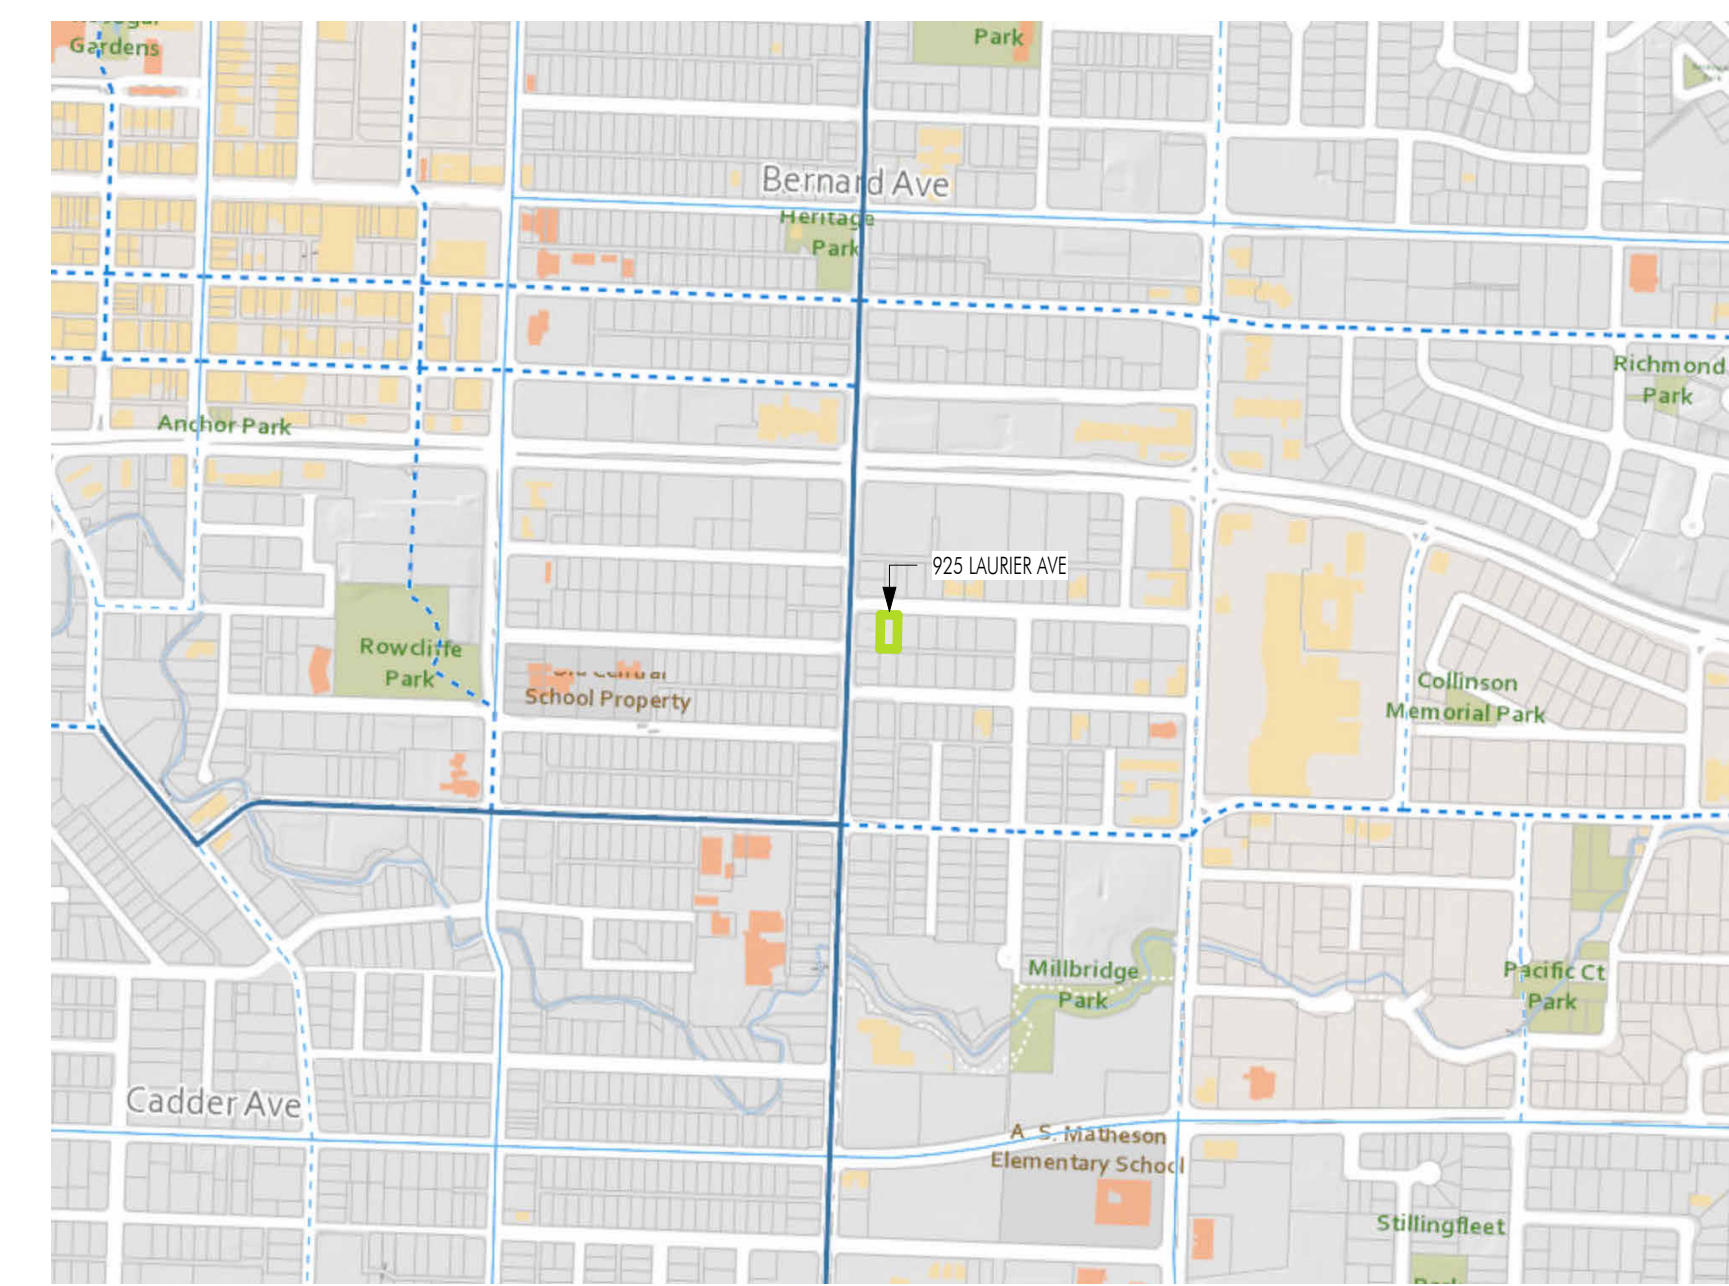 Gardens
Park
Bernard Ave
Heritage
Park
Richmond
Park
Anchor Park
925 LAURIER AVE
Rowcliffe
Park
School Property
Collinson
Memorial Park
Millbridge
Park
Pacific Ct
Park
Cadder Ave
A. S. Matheson
Elementary School
Stillingfleet
Park